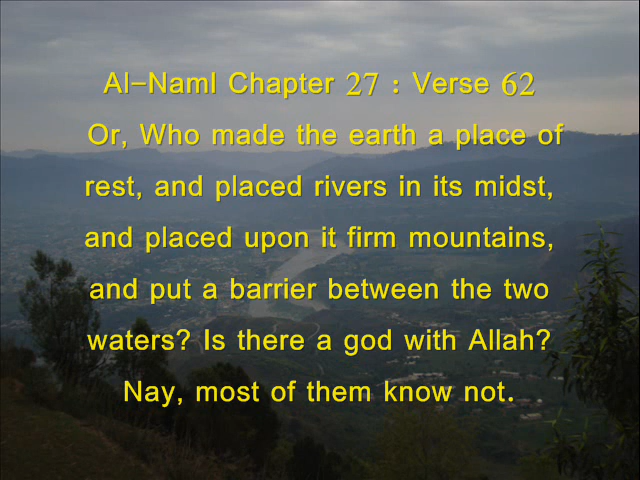 Al-Naml Chapter 27 : Verse 62
Or, Who made the earth a place of
rest, and placed rivers in its midst,
and placed upon it firm mountains,
and put a barrier between the two
waters? Is there a god with Allah?
Nay, most of them know not.